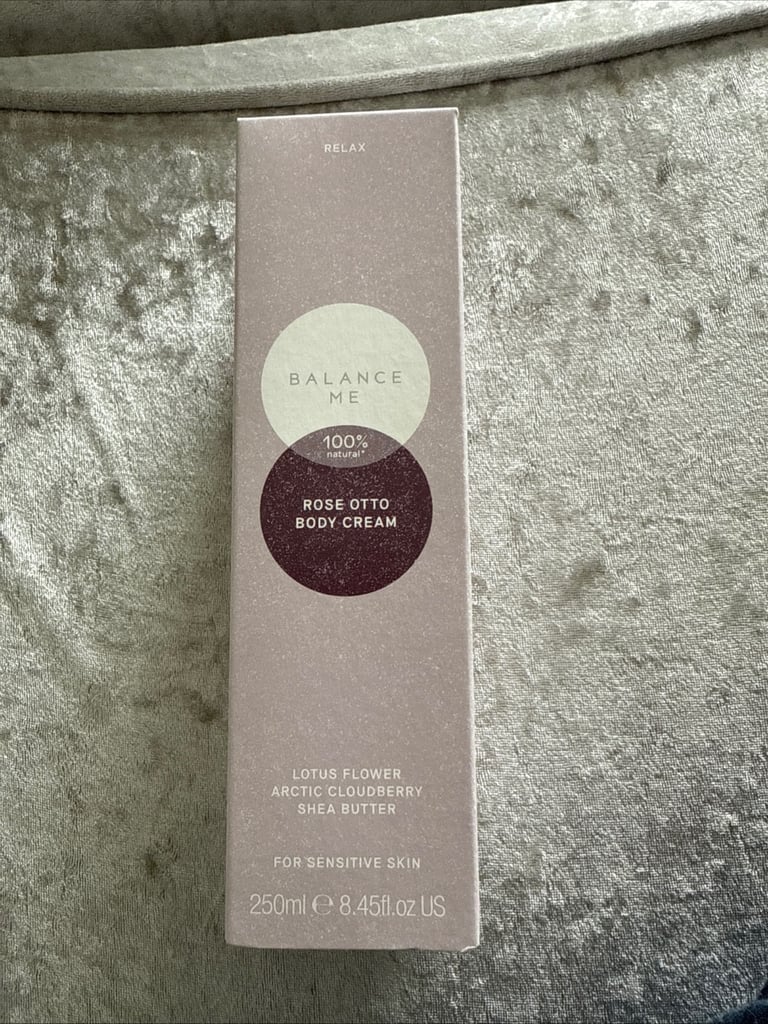 RELAX
BALANCE
ME
100%
natural*
ROSE OTTO
BODY CREAM
LOTUS FLOWER
ARCTIC CLOUDBERRY
SHEA BUTTER
FOR SENSITIVE SKIN
250ml ℮ 8.45fl.oz US